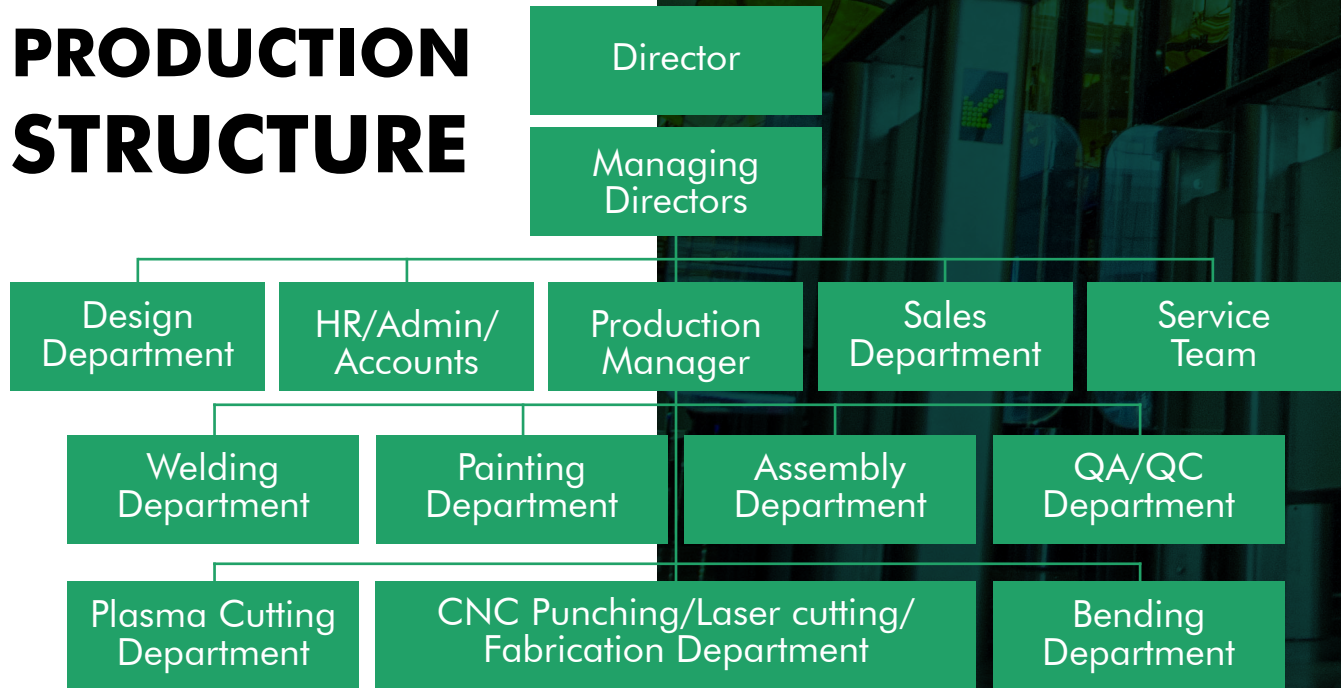 PRODUCTION
STRUCTURE
Director
Managing
Directors
Design
Department
HR/Admin/
Accounts
Production
Manager
Sales
Department
Service
Team
Welding
Department
Painting
Department
Assembly
Department
QA/QC
Department
Plasma Cutting
Department
CNC Punching/Laser cutting/
Fabrication Department
Bending
Department